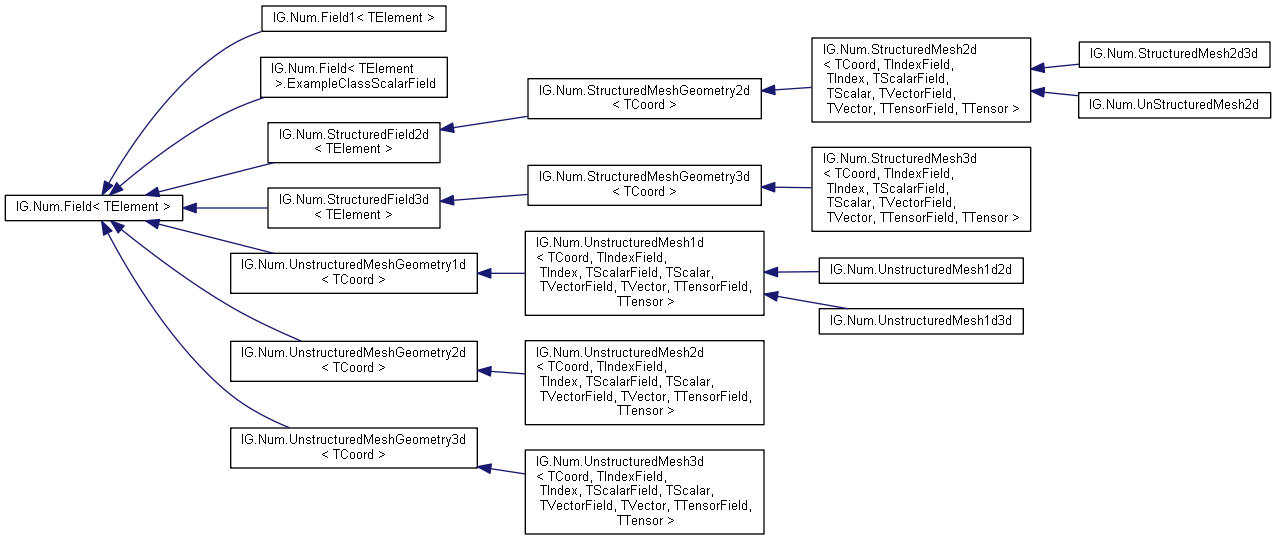 IG.Num.Field1< TElement >
IG.Num.Field< TElement
>.ExampleClassScalarField
IG.Num.StructuredField2d
< TElement >
IG.Num.StructuredMeshGeometry2d
< TCoord >
IG.Num.StructuredMesh2d
< TCoord, TIndexField,
TIndex, TScalarField,
TScalar, TVectorField,
TVector, TTensorField, TTensor >
IG.Num.StructuredMesh2d3d
IG.Num.UnStructuredMesh2d
IG.Num.Field< TElement >
IG.Num.StructuredField3d
< TElement >
IG.Num.StructuredMeshGeometry3d
< TCoord >
IG.Num.StructuredMesh3d
< TCoord, TIndexField,
TIndex, TScalarField,
TScalar, TVectorField,
TVector, TTensorField, TTensor >
IG.Num.UnstructuredMeshGeometry1d
< TCoord >
IG.Num.UnstructuredMesh1d
< TCoord, TIndexField,
TIndex, TScalarField, TScalar,
TVectorField, TVector, TTensorField,
TTensor >
IG.Num.UnstructuredMesh1d2d
IG.Num.UnstructuredMesh1d3d
IG.Num.UnstructuredMeshGeometry2d
< TCoord >
IG.Num.UnstructuredMesh2d
< TCoord, TIndexField,
TIndex, TScalarField, TScalar,
TVectorField, TVector, TTensorField,
TTensor >
IG.Num.UnstructuredMeshGeometry3d
< TCoord >
IG.Num.UnstructuredMesh3d
< TCoord, TIndexField,
TIndex, TScalarField, TScalar,
TVectorField, TVector, TTensorField,
TTensor >